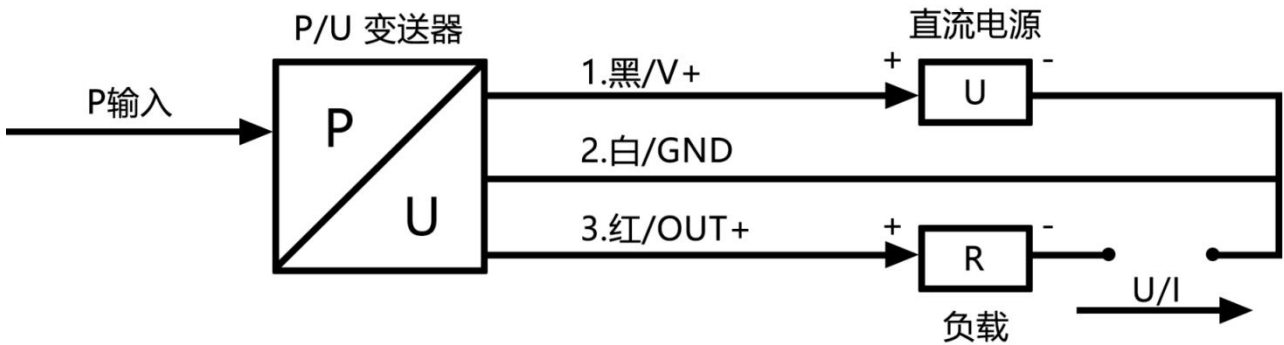 P/U 变送器
直流电源
1.黑/V+
+
U
-
P输入
P
2.白/GND
U
3.红/OUT+
+
R
-
U/I
负载